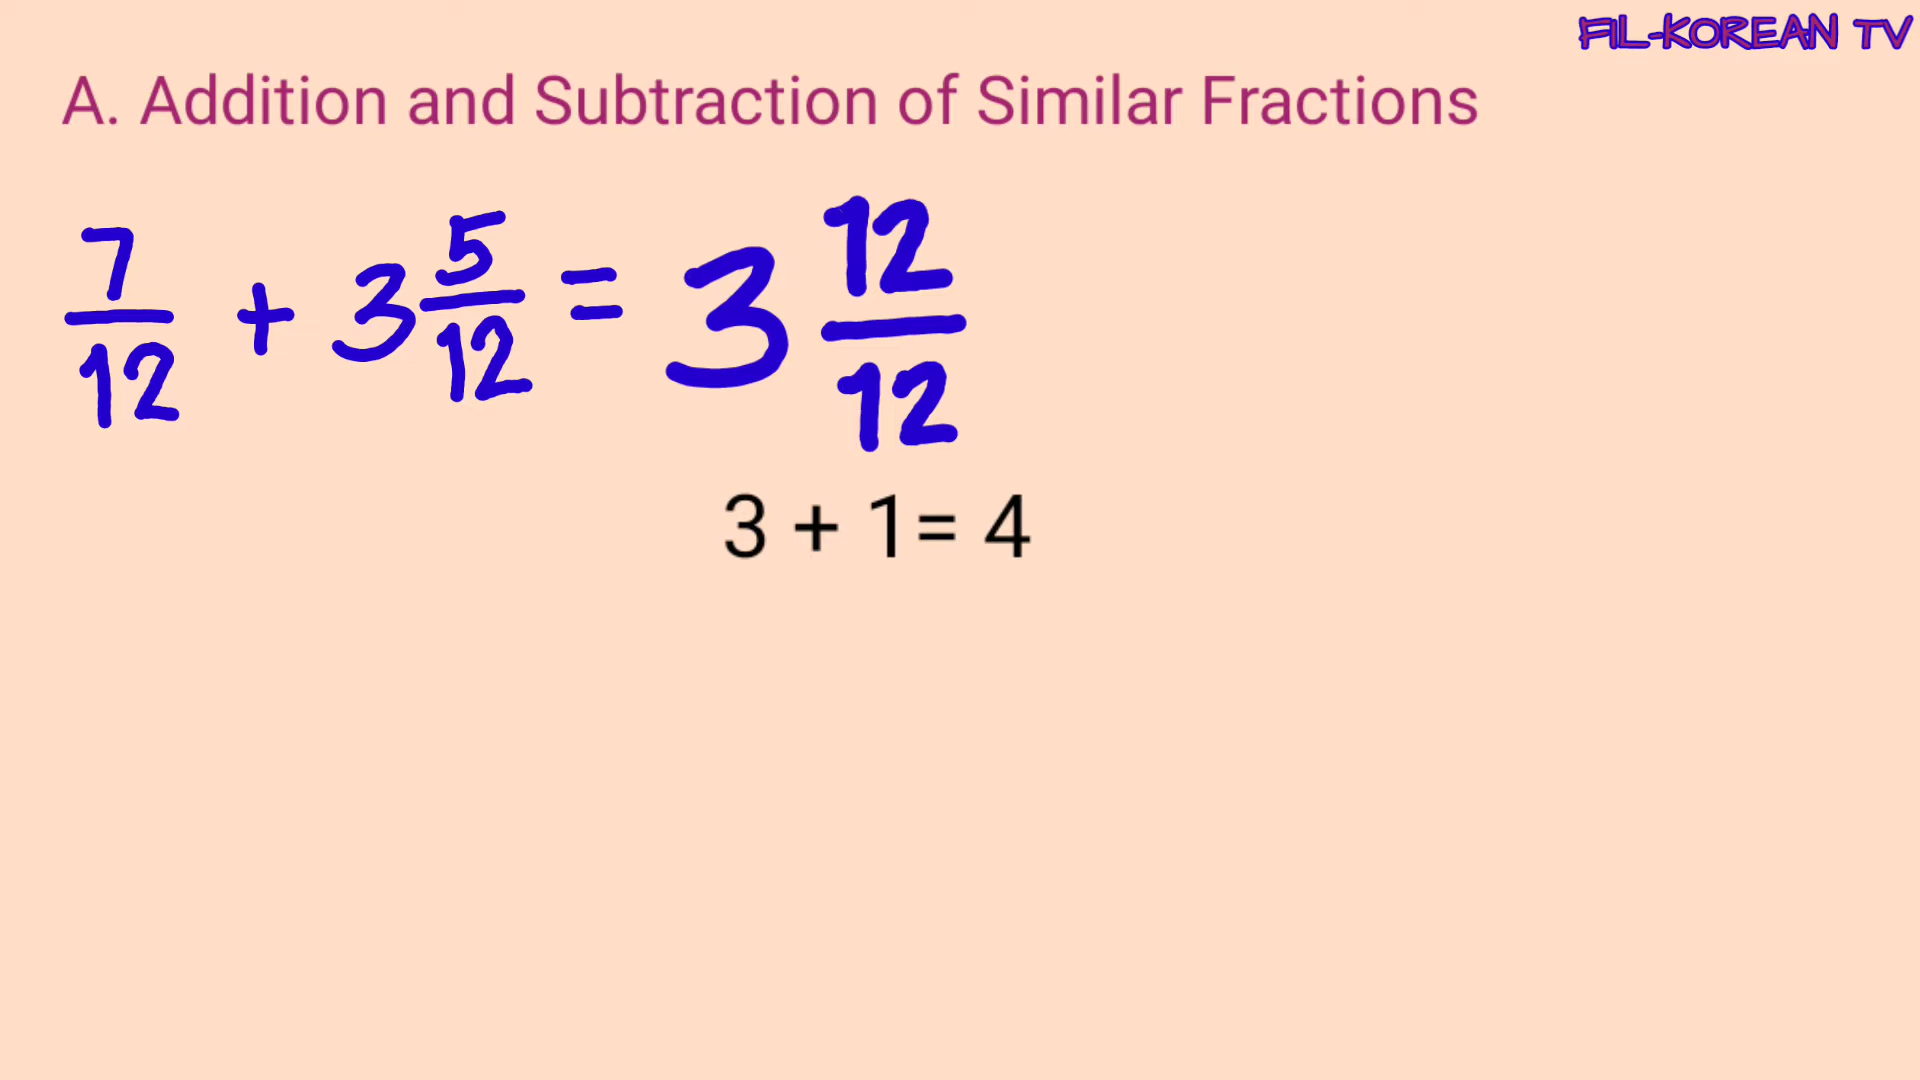 FIL-KOREAN TV
A. Addition and Subtraction of Similar Fractions
7/12 + 3 5/12 = 3 12/12
3 + 1= 4